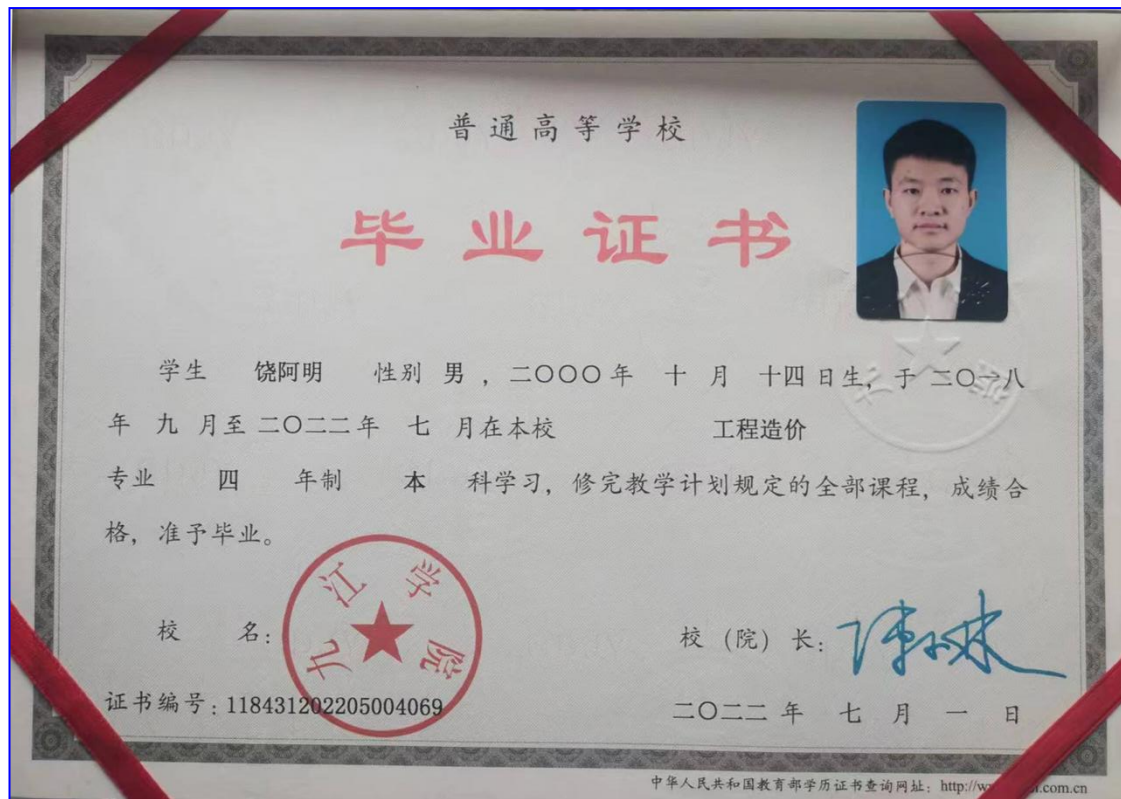 普通高等学校
毕业证书
学生 饶阿明 性别 男 ，二〇〇〇年 十 月 十四 日生，于 二〇一八
年 九 月至 二〇二二年 七 月在本校 工程造价
专业 四 年制 本 科学习，修完教学计划规定的全部课程，成绩合
格，准予毕业。
九江学院
校 名：
校（院）长：
证书编号：118431202205004069
二〇二二 年 七 月 一 日
中华人民共和国教育部学历证书查询网址：http://w
.com.cn